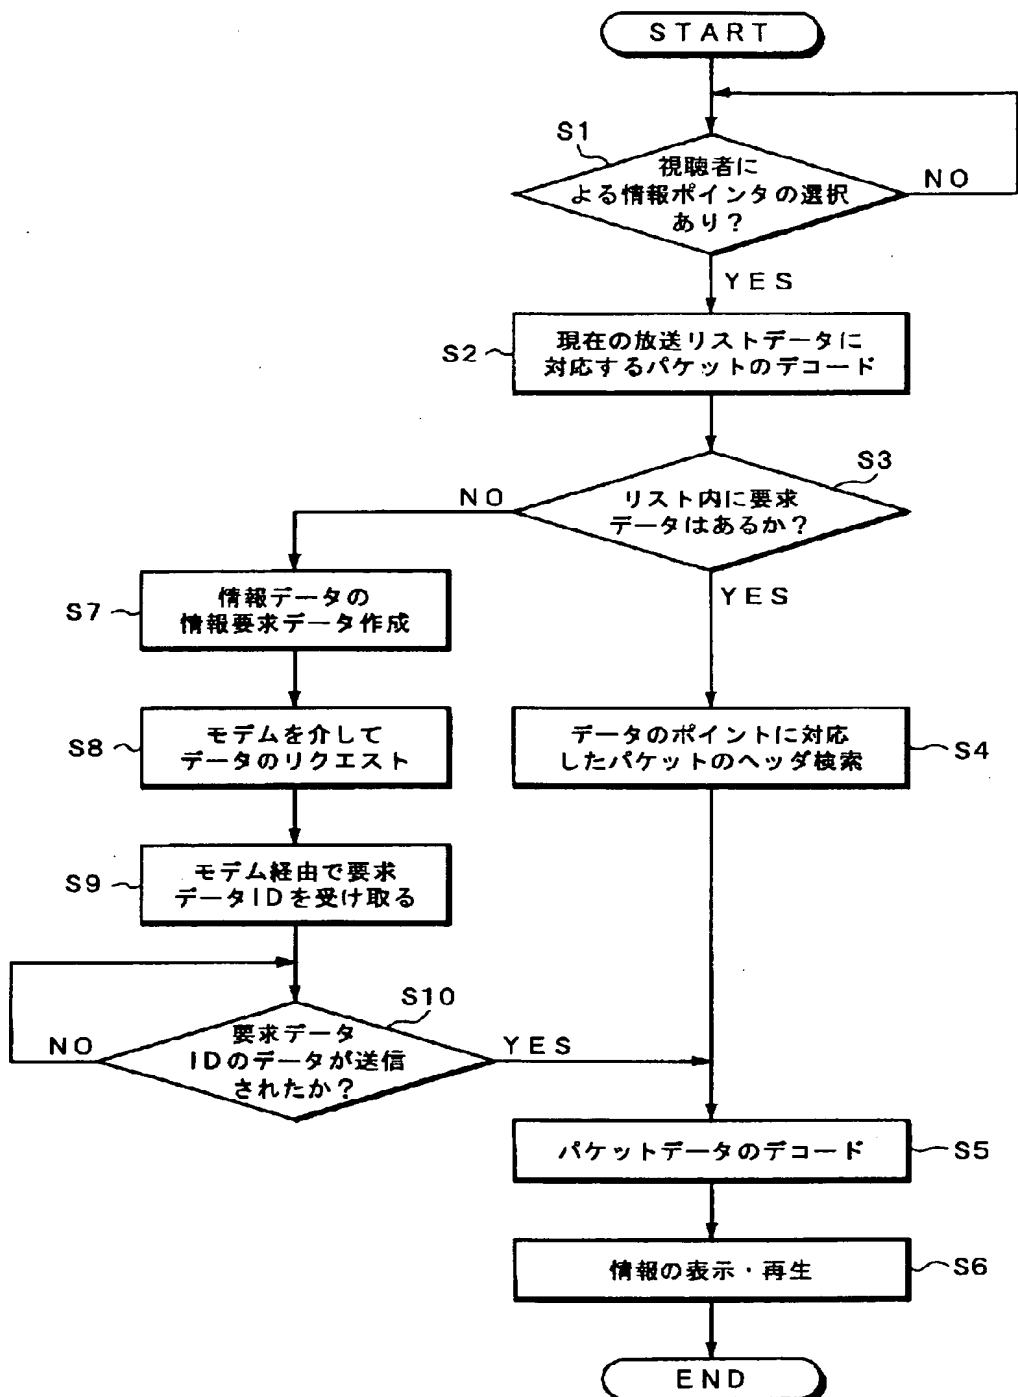 START
S1
視聴者に
よる情報ポインタの選択
あり？
NO
YES
S2
現在の放送リストデータに
対応するパケットのデコード
S3
リスト内に要求
データはあるか？
NO
YES
S7
情報データの
情報要求データ作成
S8
モデムを介して
データのリクエスト
データのポイントに対応
したパケットのヘッダ検索
S4
S9
モデム経由で要求
データIDを受け取る
S10
要求データ
IDのデータが送信
されたか？
NO
YES
パケットデータのデコード
S5
情報の表示・再生
S6
END